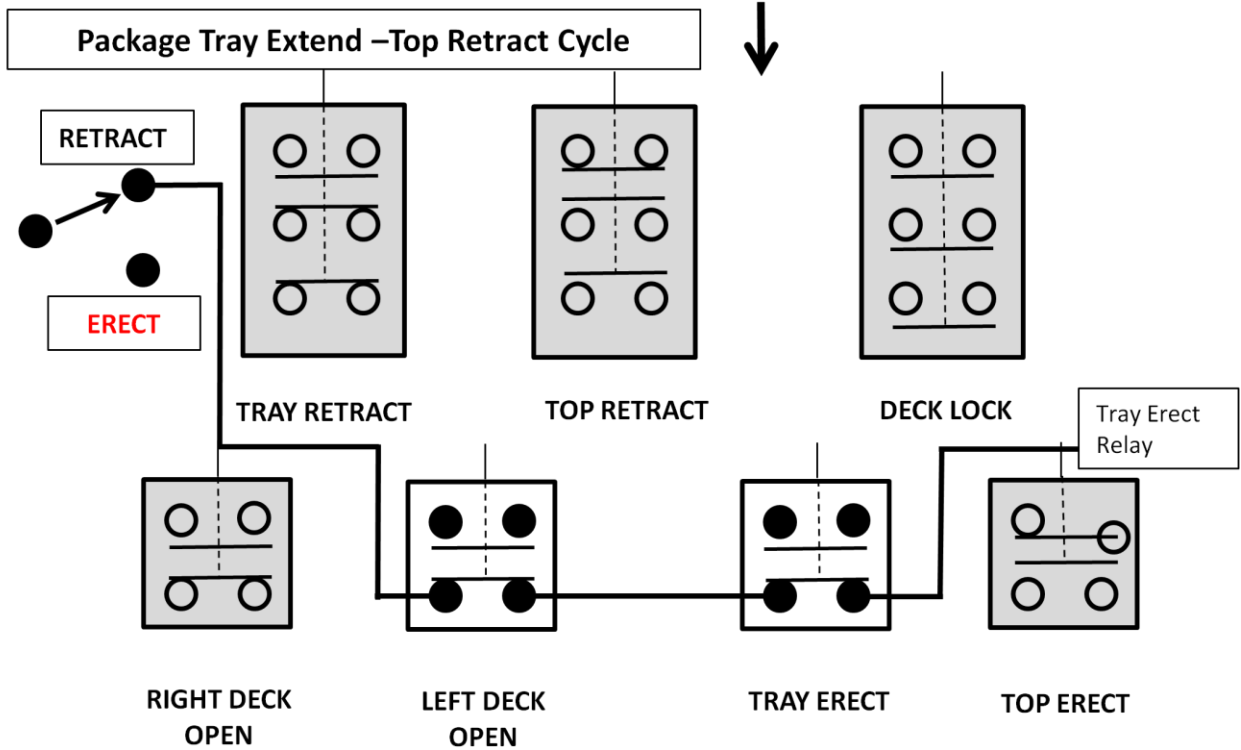 Package Tray Extend –Top Retract Cycle
RETRACT
ERECT
TRAY RETRACT
TOP RETRACT
DECK LOCK
Tray Erect
Relay
RIGHT DECK
OPEN
LEFT DECK
OPEN
TRAY ERECT
TOP ERECT